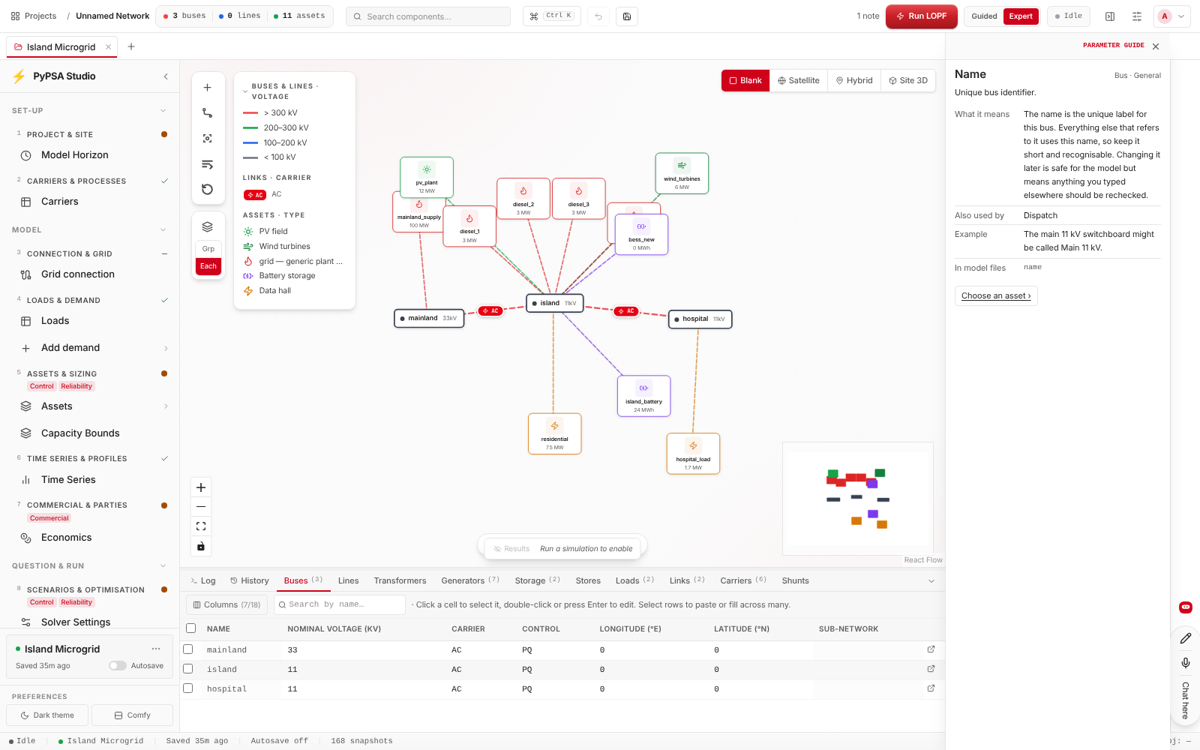 Projects / Unnamed Network 3 buses 0 lines 11 assets Search components... ⌘ Ctrl K 1 note Run LOPF Guided Expert Idle A
Island Microgrid × +
PyPSA Studio
SET-UP
1 PROJECT & SITE
Model Horizon
2 CARRIERS & PROCESSES
Carriers
MODEL
3 CONNECTION & GRID
Grid connection
4 LOADS & DEMAND
Loads
Add demand
5 ASSETS & SIZING
Control Reliability
Assets
Capacity Bounds
6 TIME SERIES & PROFILES
Time Series
7 COMMERCIAL & PARTIES
Commercial
Economics
QUESTION & RUN
8 SCENARIOS & OPTIMISATION
Control Reliability
Solver Settings
Island Microgrid ...
Saved 35m ago Autosave
PREFERENCES
Dark theme Comfy
Grp
Each
BUSES & LINES ·
VOLTAGE
> 300 kV
200–300 kV
100–200 kV
< 100 kV
LINKS · CARRIER
AC AC
ASSETS · TYPE
PV field
Wind turbines
grid — generic plant ...
Battery storage
Data hall
Blank Satellite Hybrid Site 3D
pv_plant
12 MW
wind_turbines
6 MW
mainland_supply
100 MW
diesel_1
3 MW
diesel_2
3 MW
diesel_3
3 MW
bess_new
0 MWh
mainland 33kV
AC
island 11kV
AC
hospital 11kV
island_battery
24 MWh
residential
7.5 MW
hospital_load
1.7 MW
Results Run a simulation to enable
React Flow
Log History Buses (3) Lines Transformers Generators (7) Storage (2) Stores Loads (2) Links (2) Carriers (6) Shunts
Columns (7/18) Search by name… · Click a cell to select it, double-click or press Enter to edit. Select rows to paste or fill across many.
NAME NOMINAL VOLTAGE (KV) CARRIER CONTROL LONGITUDE (°E) LATITUDE (°N) SUB-NETWORK
mainland 33 AC PQ 0 0
island 11 AC PQ 0 0
hospital 11 AC PQ 0 0
PARAMETER GUIDE
Name Bus · General
Unique bus identifier.
What it means The name is the unique label for
this bus. Everything else that refers
to it uses this name, so keep it
short and recognisable. Changing it
later is safe for the model but
means anything you typed
elsewhere should be rechecked.
Also used by Dispatch
Example The main 11 kV switchboard might
be called Main 11 kV.
In model files name
Choose an asset ›
Chat here
Idle Island Microgrid Saved 35m ago Autosave off 168 snapshots